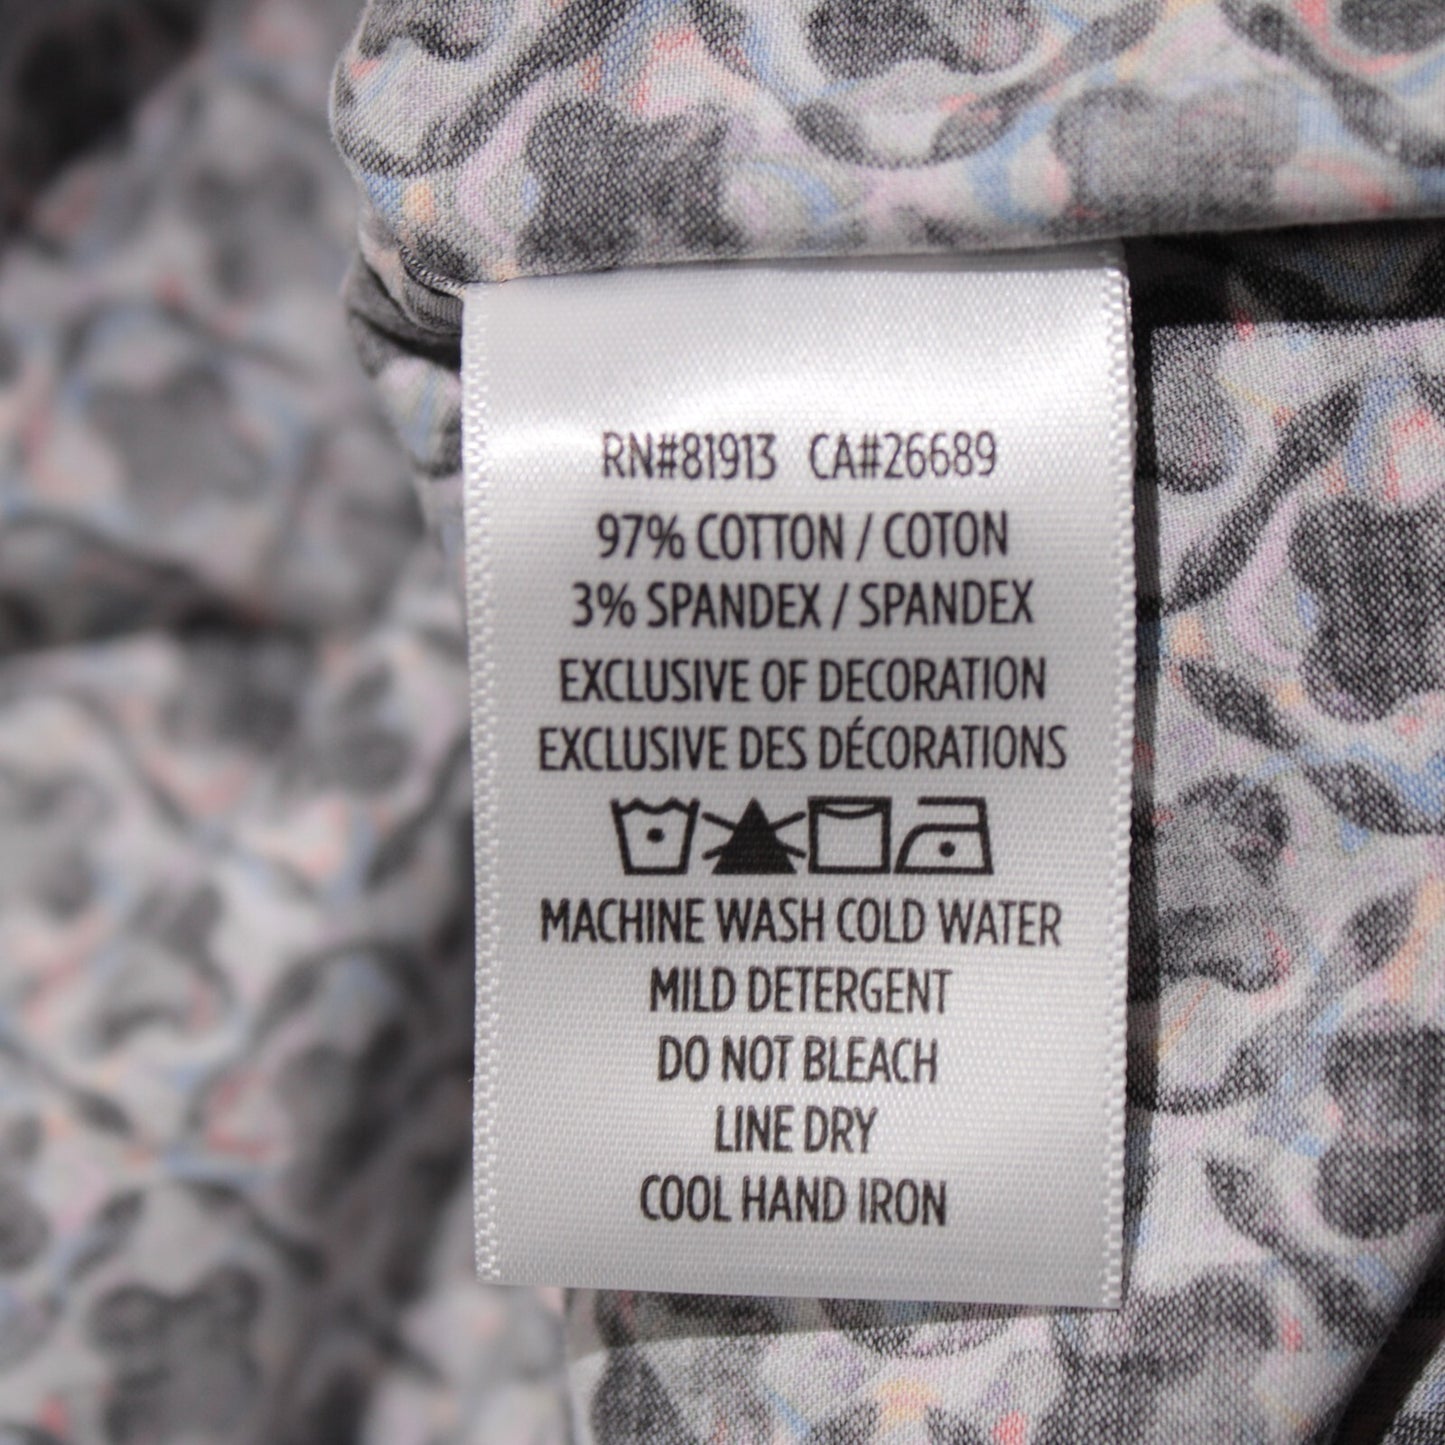 RN#81913 CA#26689
97% COTTON / COTON
3% SPANDEX / SPANDEX
EXCLUSIVE OF DECORATION
EXCLUSIVE DES DÉCORATIONS
MACHINE WASH COLD WATER
MILD DETERGENT
DO NOT BLEACH
LINE DRY
COOL HAND IRON